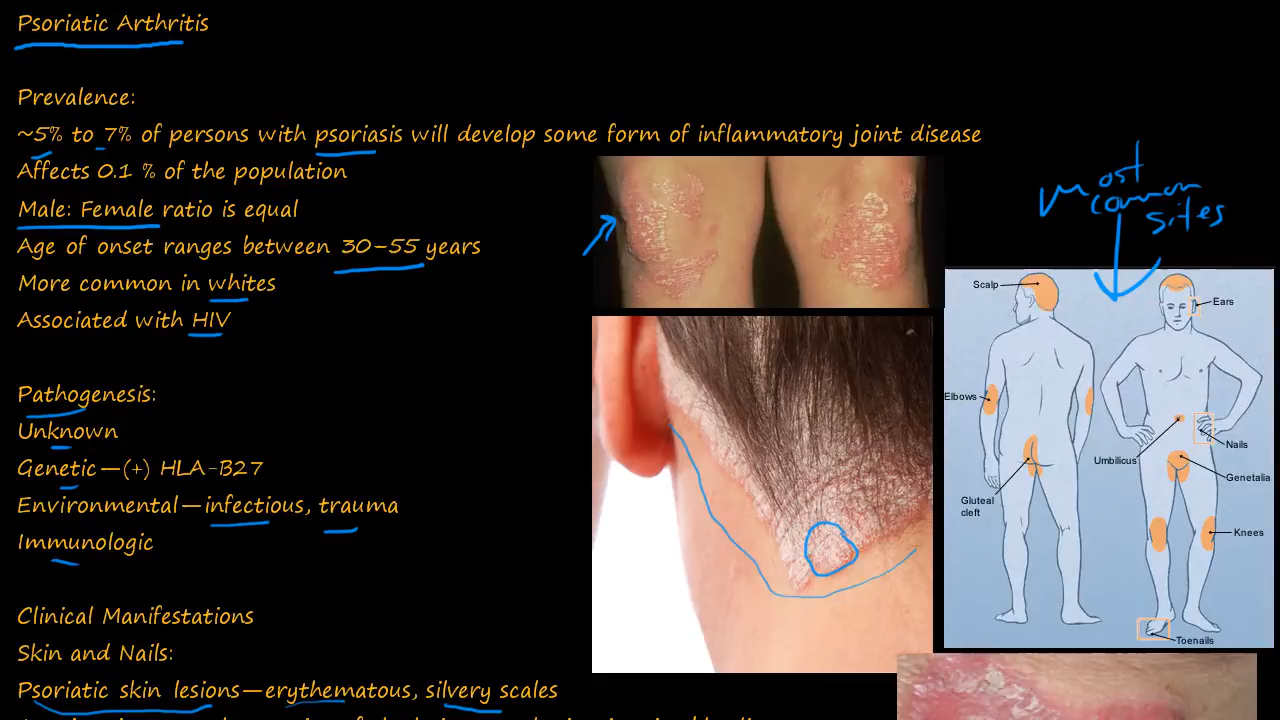 Psoriatic Arthritis
Prevalence:
~5% to 7% of persons with psoriasis will develop some form of inflammatory joint disease
Affects 0.1 % of the population
Male: Female ratio is equal
Age of onset ranges between 30-55 years
More common in whites
Associated with HIV
Pathogenesis:
Unknown
Genetic—(+) HLA-B27
Environmental—infectious, trauma
Immunologic
Clinical Manifestations
Skin and Nails:
Psoriatic skin lesions—erythematous, silvery scales
most
common
sites
Scalp
Ears
Elbows
Nails
Umbilicus
Genetalia
Gluteal
cleft
Knees
Toenails